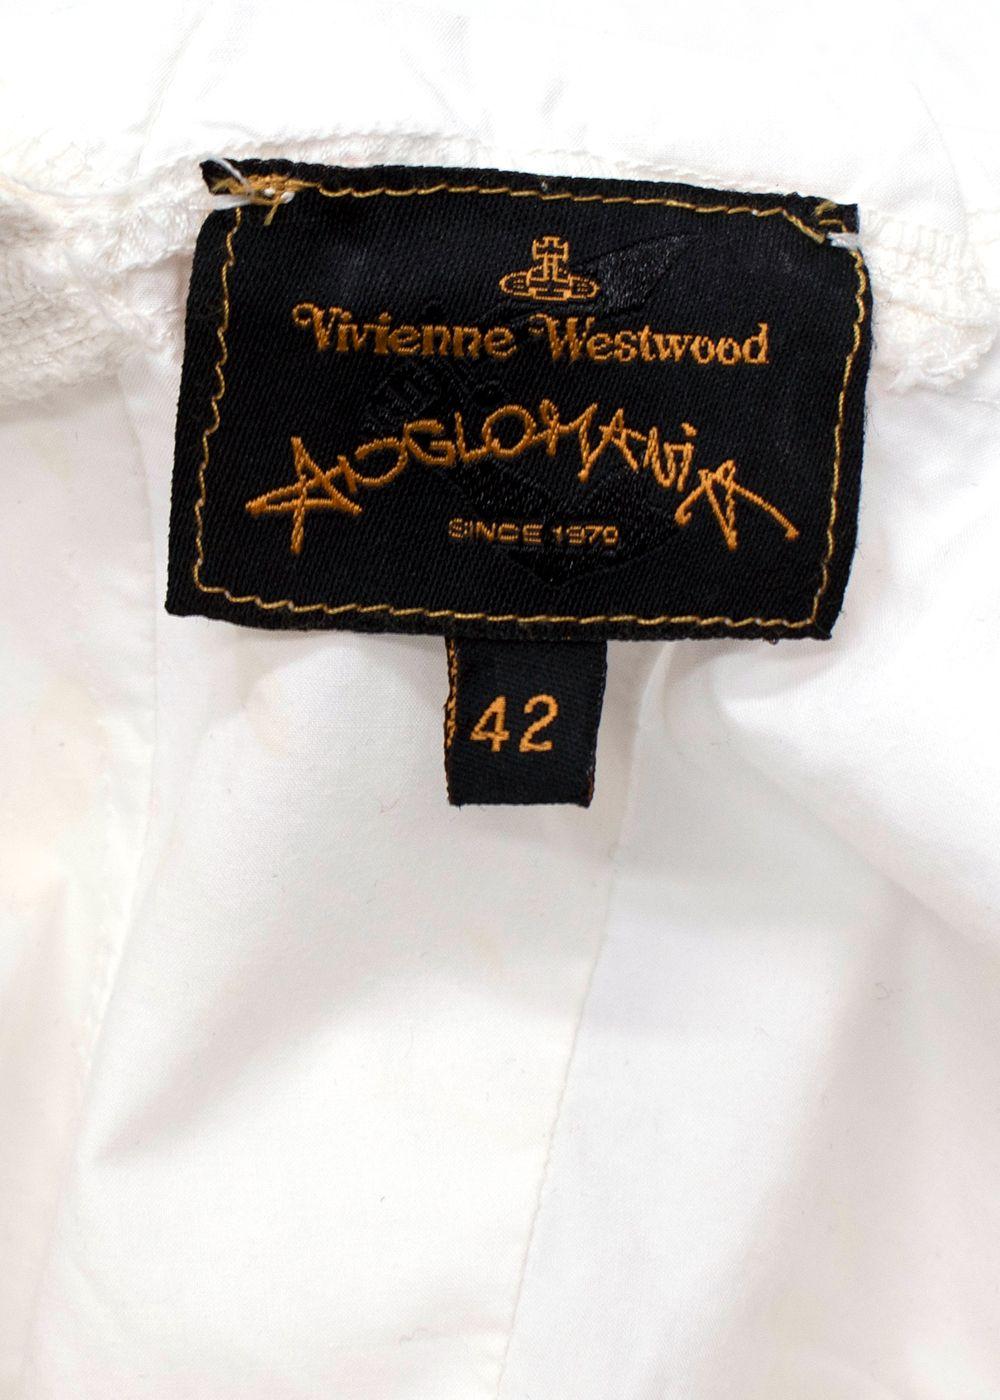 Vivienne Westwood
ANGLOMANiA
SINCE 1970
42